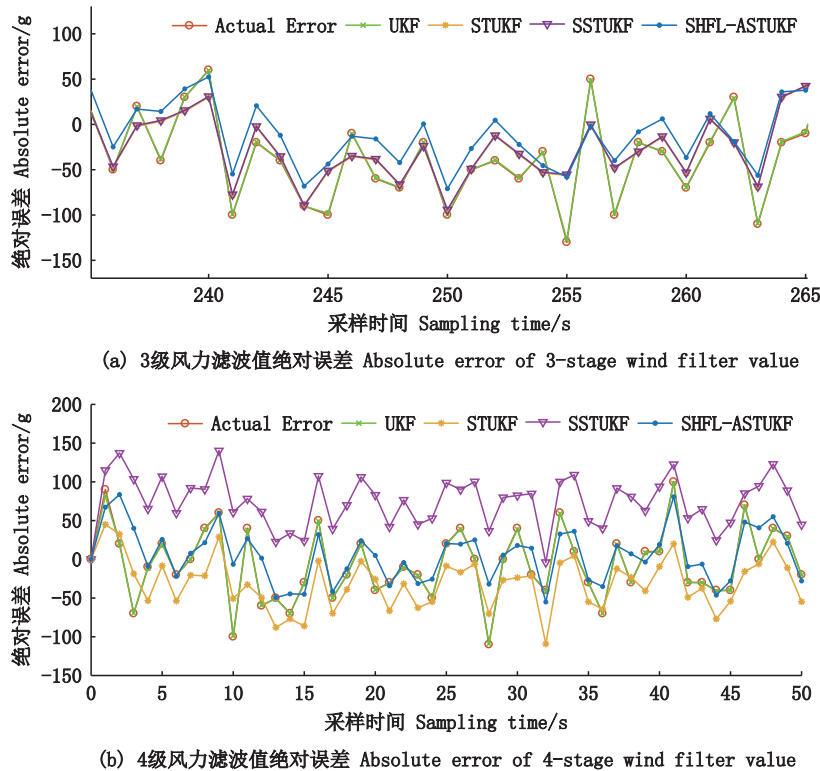 Actual Error UKF STUKF SSTUKF SHFL-ASTUKF
绝对误差 Absolute error/g
100
50
0
−50
−100
−150
240 245 250 255 260 265
采样时间 Sampling time/s
(a) 3级风力滤波值绝对误差 Absolute error of 3-stage wind filter value
Actual Error UKF STUKF SSTUKF SHFL-ASTUKF
绝对误差 Absolute error/g
200
150
100
50
0
−50
−100
−150
0 5 10 15 20 25 30 35 40 45 50
采样时间 Sampling time/s
(b) 4级风力滤波值绝对误差 Absolute error of 4-stage wind filter value